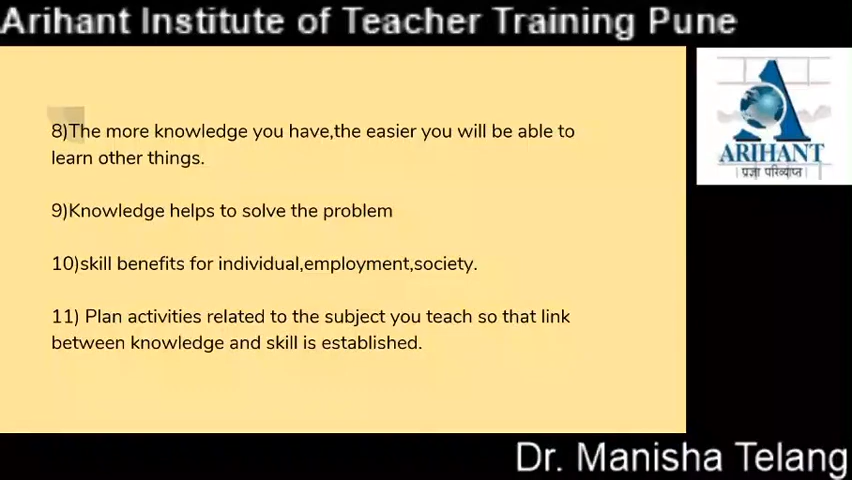 Arihant Institute of Teacher Training Pune
8)The more knowledge you have,the easier you will be able to
learn other things.
9)Knowledge helps to solve the problem
10)skill benefits for individual,employment,society.
11) Plan activities related to the subject you teach so that link
between knowledge and skill is established.
ARIHANT
प्रज्ञा परिव्याप्त
Dr. Manisha Telang